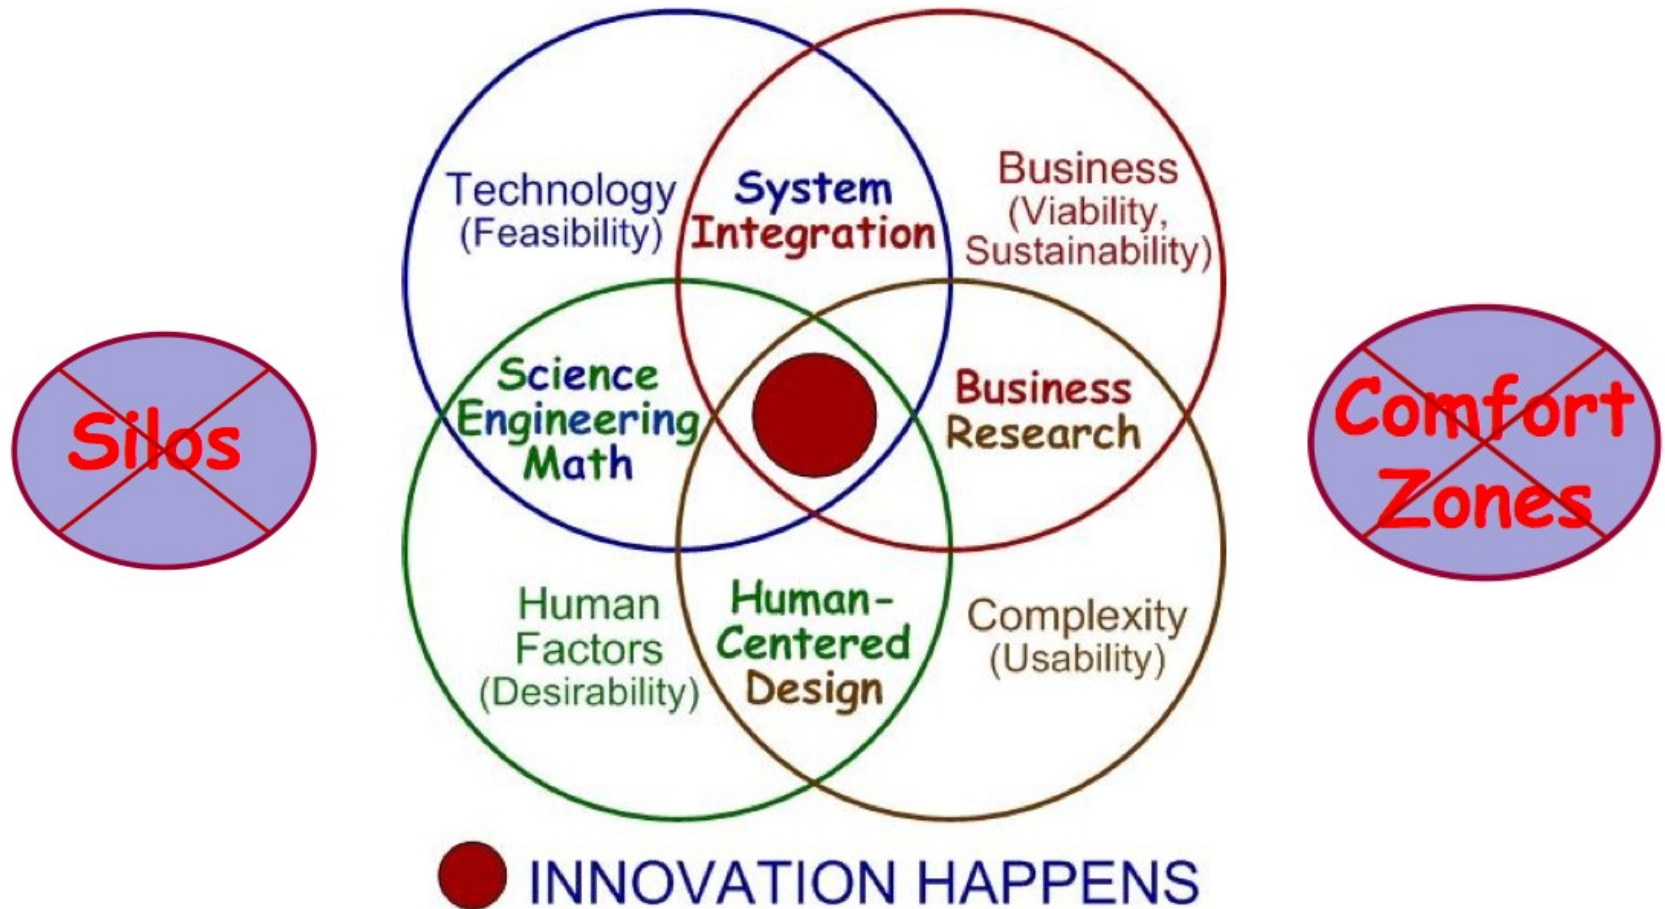 Technology
(Feasibility)
System
Integration
Business
(Viability,
Sustainability)
Silos
Science
Engineering
Math
Business
Research
Comfort
Zones
Human
Factors
(Desirability)
Human-
Centered
Design
Complexity
(Usability)
INNOVATION HAPPENS